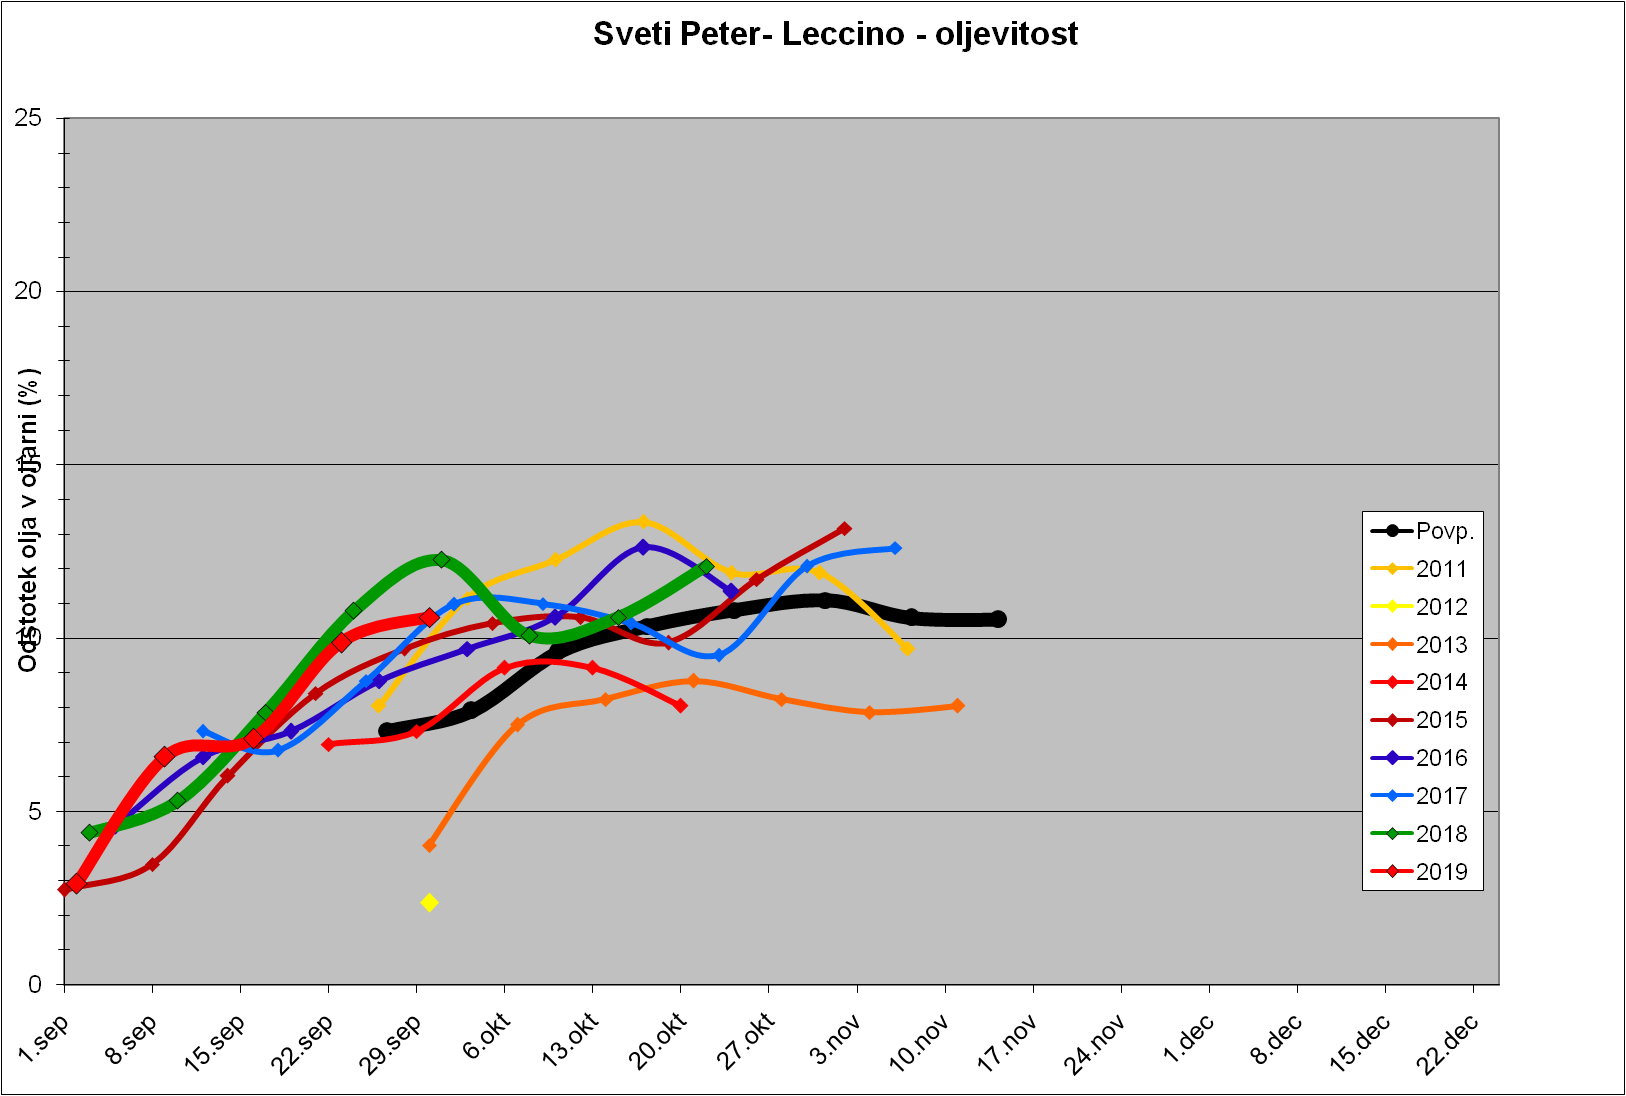 Sveti Peter- Leccino - oljevitost
Odstotek olja v oljarni (%)
25
20
15
10
5
0
1.sep
8.sep
15.sep
22.sep
29.sep
6.okt
13.okt
20.okt
27.okt
3.nov
10.nov
17.nov
24.nov
1.dec
8.dec
15.dec
22.dec
Povp.
2011
2012
2013
2014
2015
2016
2017
2018
2019